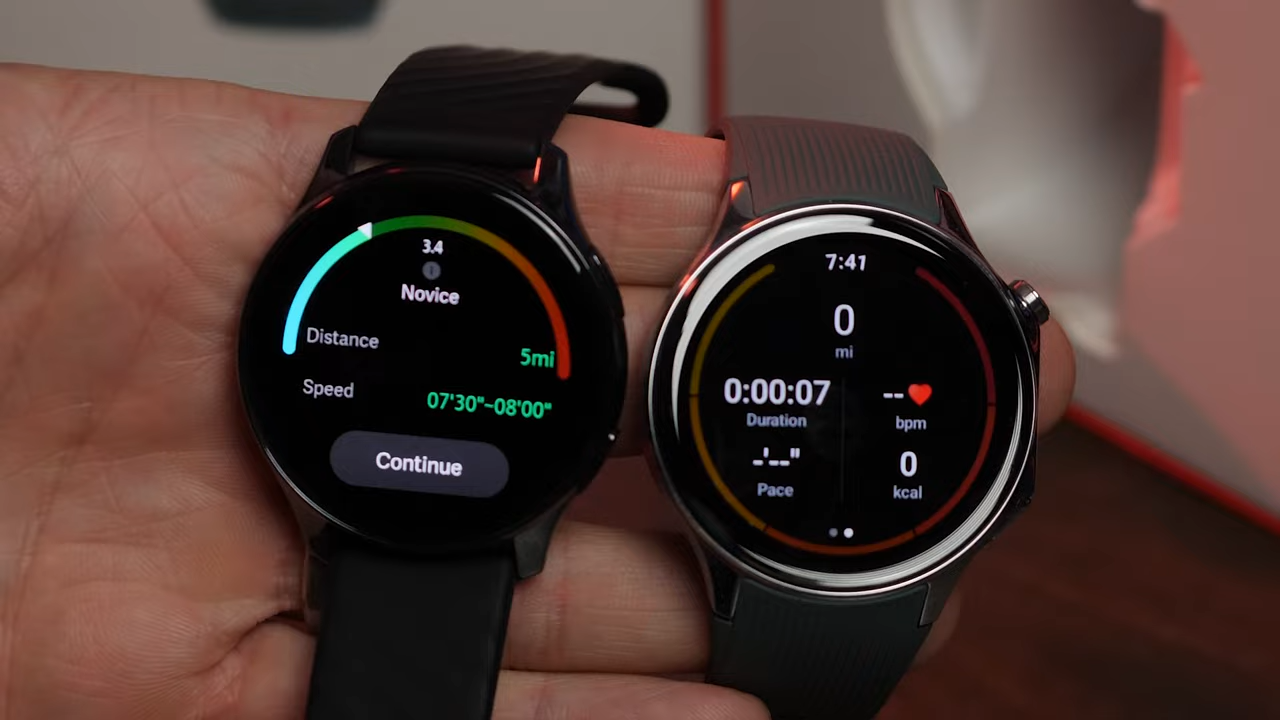 3.4
Novice
Distance
5mi
Speed
07'30"-08'00"
Continue
7:41
0
mi
0:00:07
Duration
--
bpm
-'--"
Pace
0
kcal